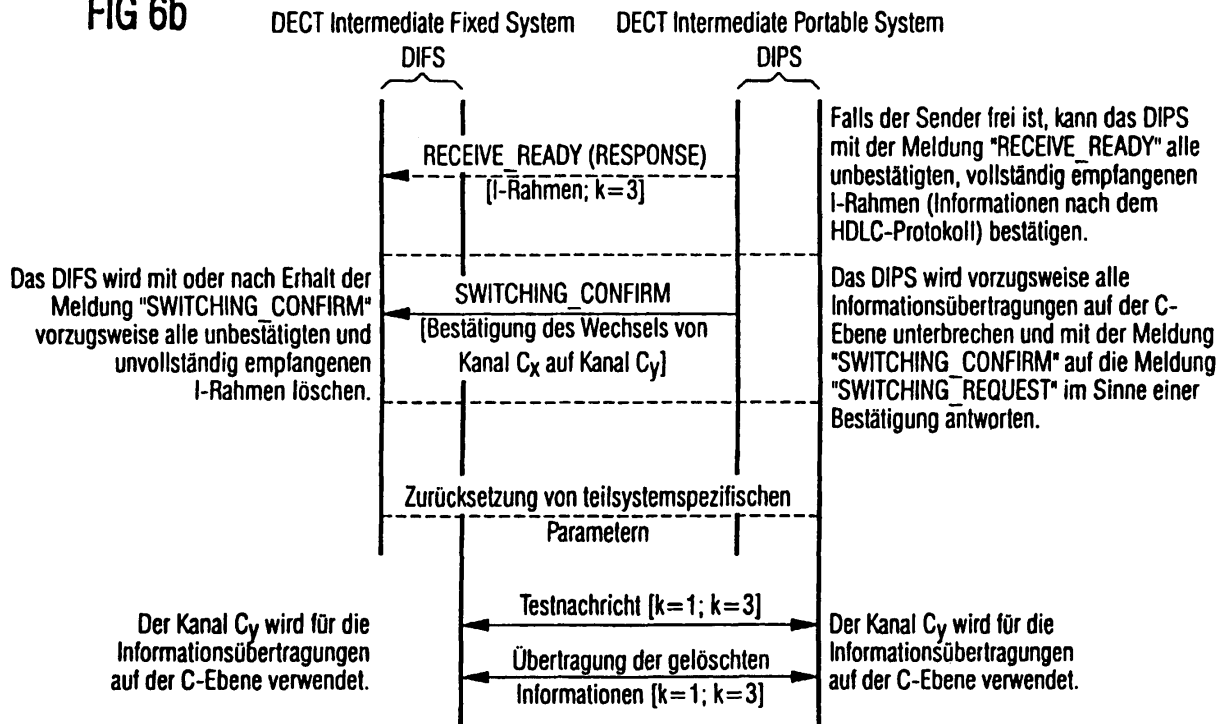 FIG 6b
DECT Intermediate Fixed System
DECT Intermediate Portable System
DIFS
DIPS
RECEIVE_READY (RESPONSE)
[I-Rahmen; k=3]
Falls der Sender frei ist, kann das DIPS
mit der Meldung "RECEIVE_READY" alle
unbestätigten, vollständig empfangenen
I-Rahmen (Informationen nach dem
HDLC-Protokoll) bestätigen.
Das DIFS wird mit oder nach Erhalt der
Meldung "SWITCHING_CONFIRM"
vorzugsweise alle unbestätigten und
unvollständig empfangenen
I-Rahmen löschen.
SWITCHING_CONFIRM
[Bestätigung des Wechsels von
Kanal Cx auf Kanal Cy]
Das DIPS wird vorzugsweise alle
Informationsübertragungen auf der C-
Ebene unterbrechen und mit der Meldung
"SWITCHING_CONFIRM" auf die Meldung
"SWITCHING_REQUEST" im Sinne einer
Bestätigung antworten.
Zurücksetzung von teilsystemspezifischen
Parametern
Der Kanal Cy wird für die
Informationsübertragungen
auf der C-Ebene verwendet.
Testnachricht [k=1; k=3]
Übertragung der gelöschten
Informationen [k=1; k=3]
Der Kanal Cy wird für die
Informationsübertragungen
auf der C-Ebene verwendet.